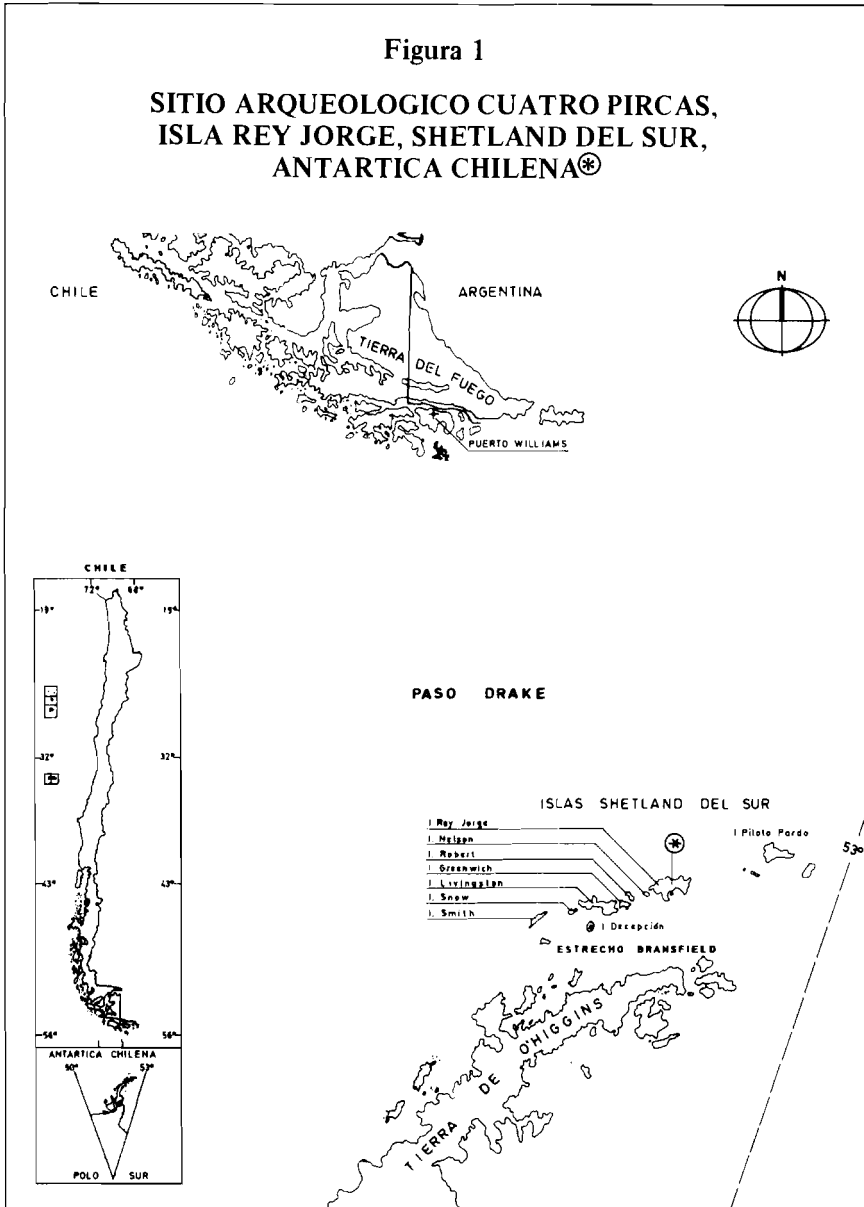 Figura 1
SITIO ARQUEOLOGICO CUATRO PIRCAS,
ISLA REY JORGE, SHETLAND DEL SUR,
ANTARTICA CHILENA
CHILE
ARGENTINA
N
TIERRA DEL FUEGO
PUERTO WILLIAMS
CHILE
72° 68°
19° 19°
32° 32°
43° 43°
56° 56°
ANTARTICA CHILENA
90° 53°
POLO SUR
PASO DRAKE
ISLAS SHETLAND DEL SUR
I Rey Jorge
I. Nelson
I Robert
I Greenwich
I Livingston
I. Snow
I. Smith
I Piloto Pardo
53°
I Decepción
ESTRECHO BRANSFIELD
TIERRA DE O'HIGGINS